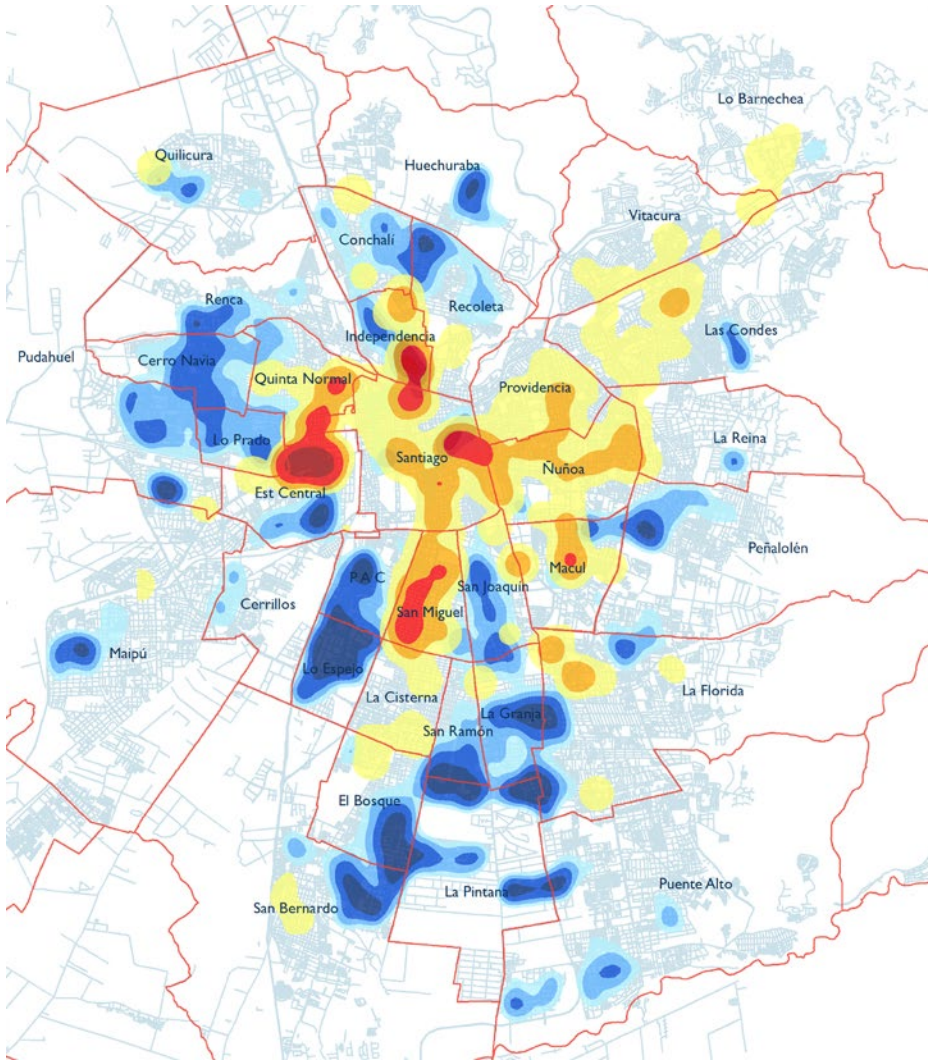 Lo Barnechea
Quilicura
Huechuraba
Vitacura
Conchalí
Renca
Recoleta
Las Condes
Independencia
Pudahuel
Cerro Navia
Quinta Normal
Providencia
Lo Prado
La Reina
Santiago
Ñuñoa
Est Central
Peñalolén
Macul
P A C
San Joaquín
Cerrillos
San Miguel
Maipú
Lo Espejo
La Florida
La Cisterna
La Granja
San Ramón
El Bosque
Puente Alto
La Pintana
San Bernardo